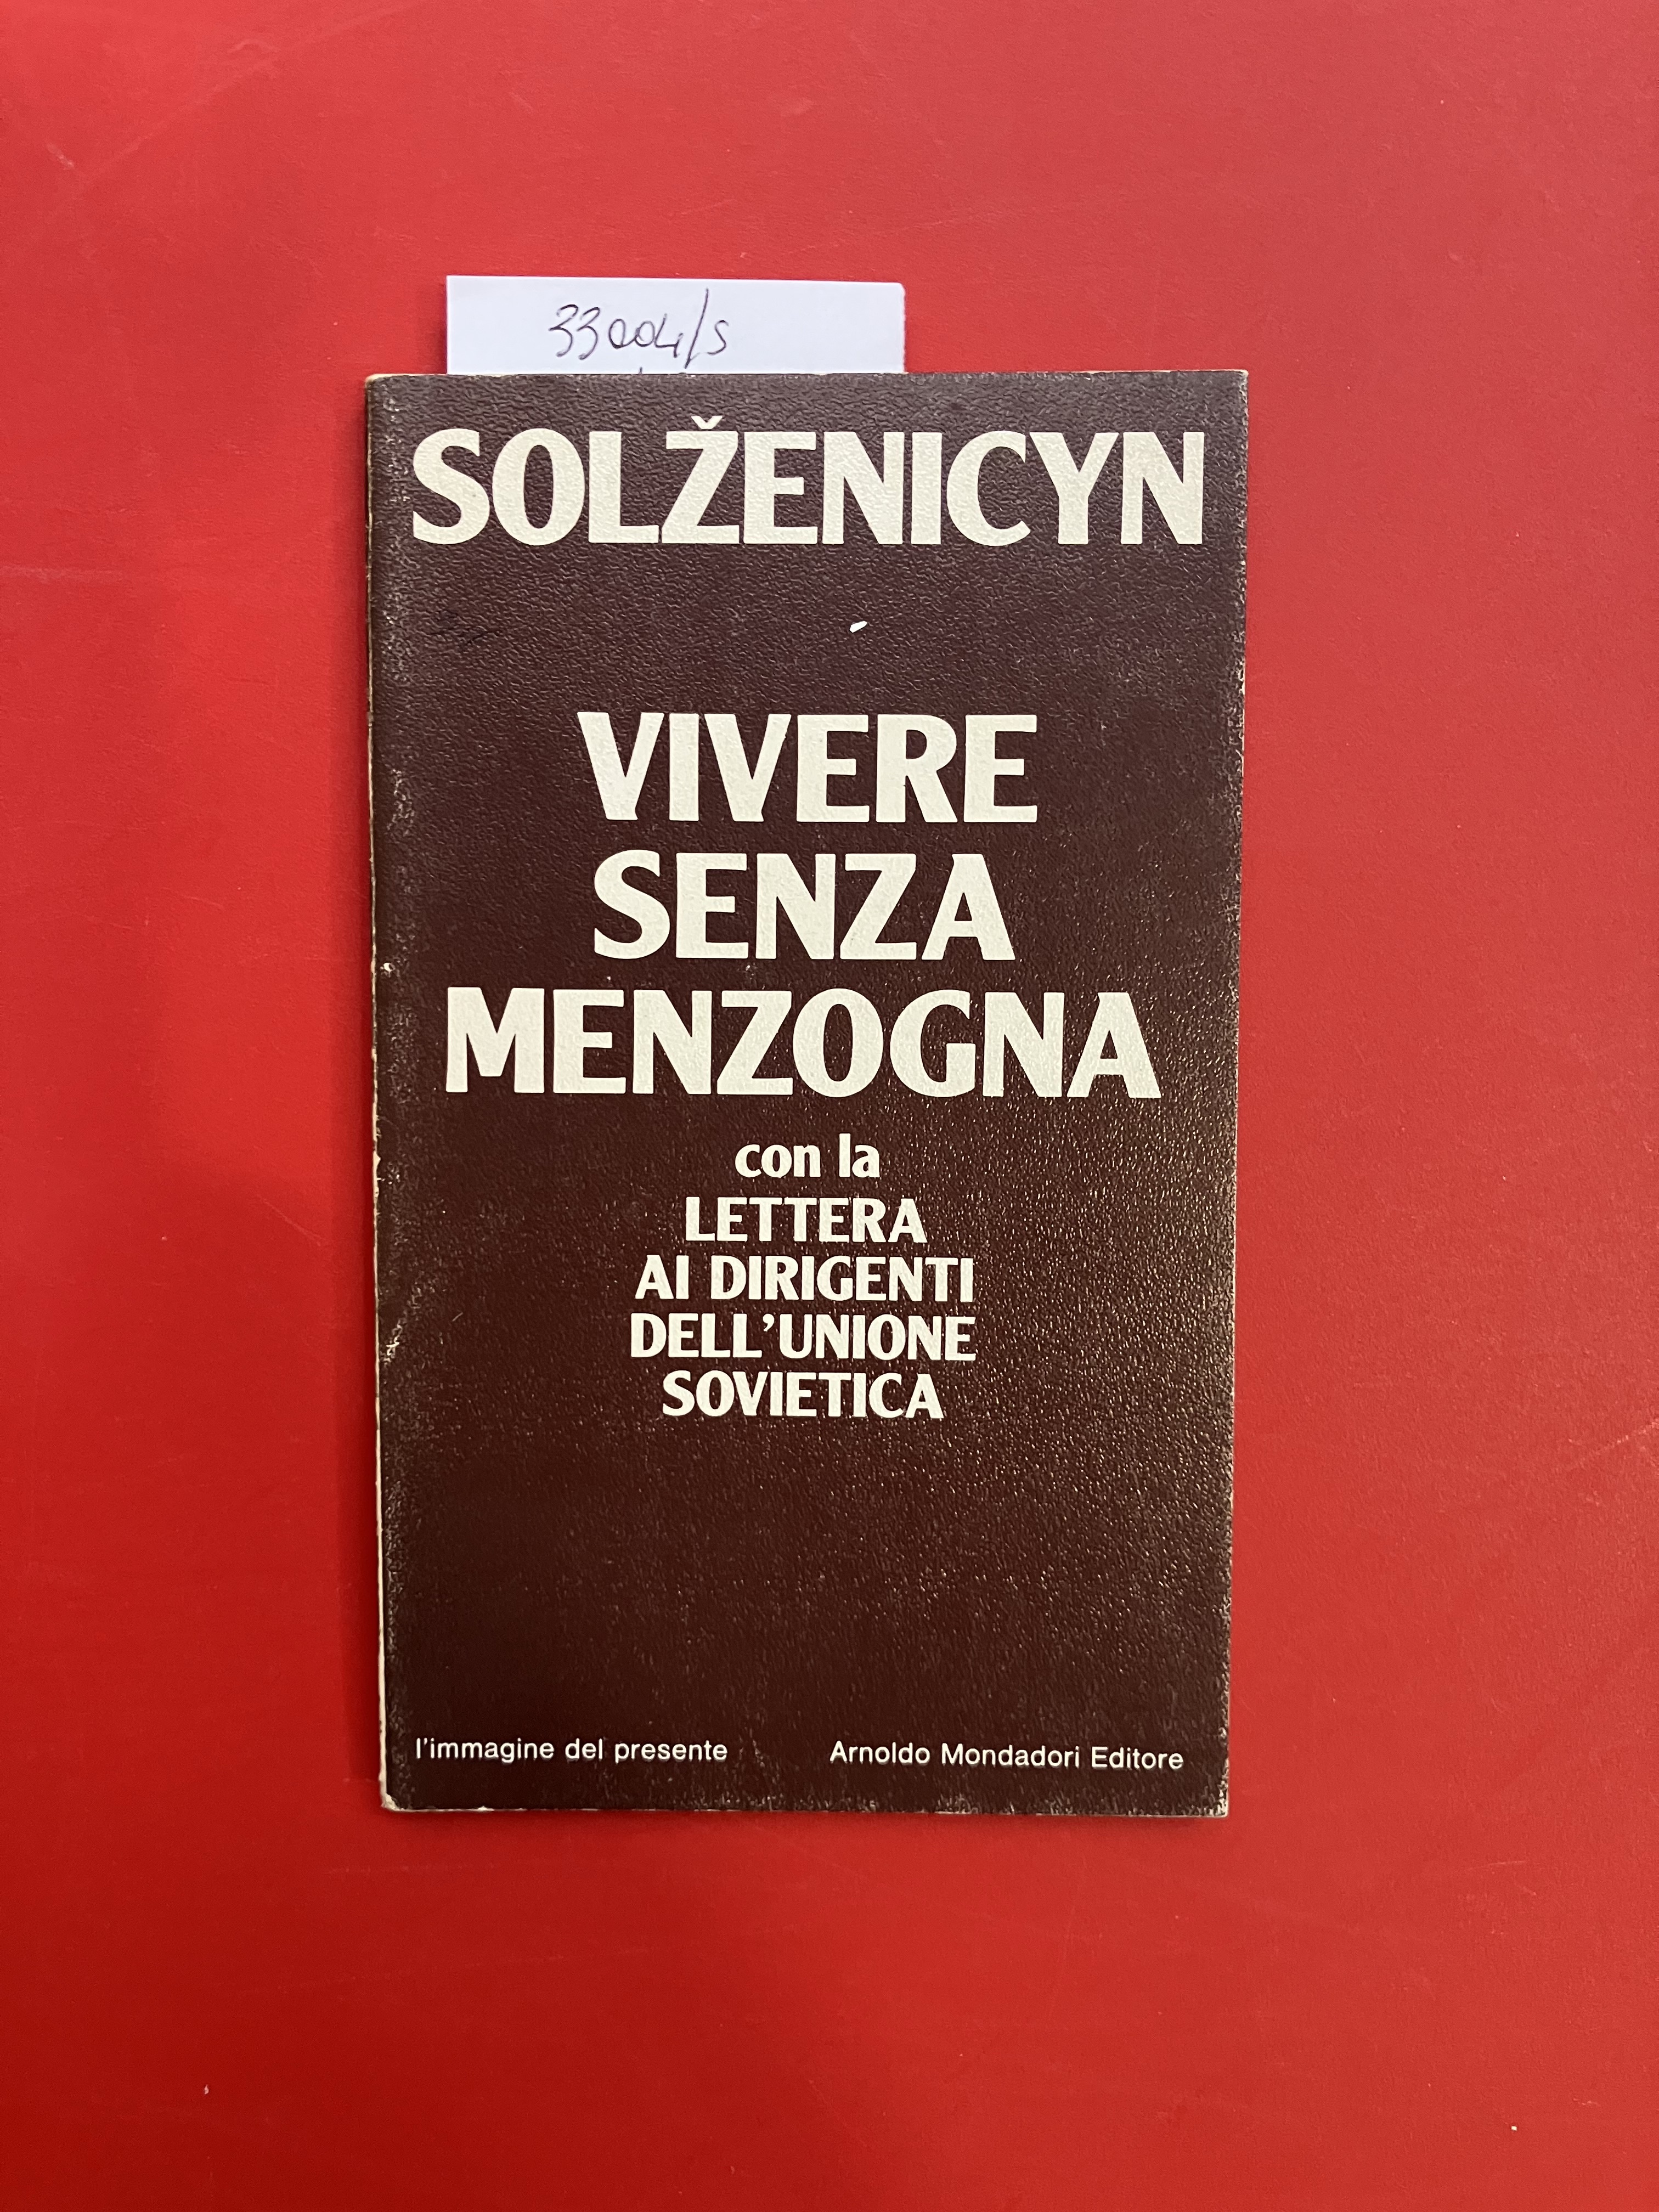 33004/S
SOLŽENICYN
VIVERE
SENZA
MENZOGNA
con la
LETTERA
AI DIRIGENTI
DELL'UNIONE
SOVIETICA
l'immagine del presente
Arnoldo Mondadori Editore